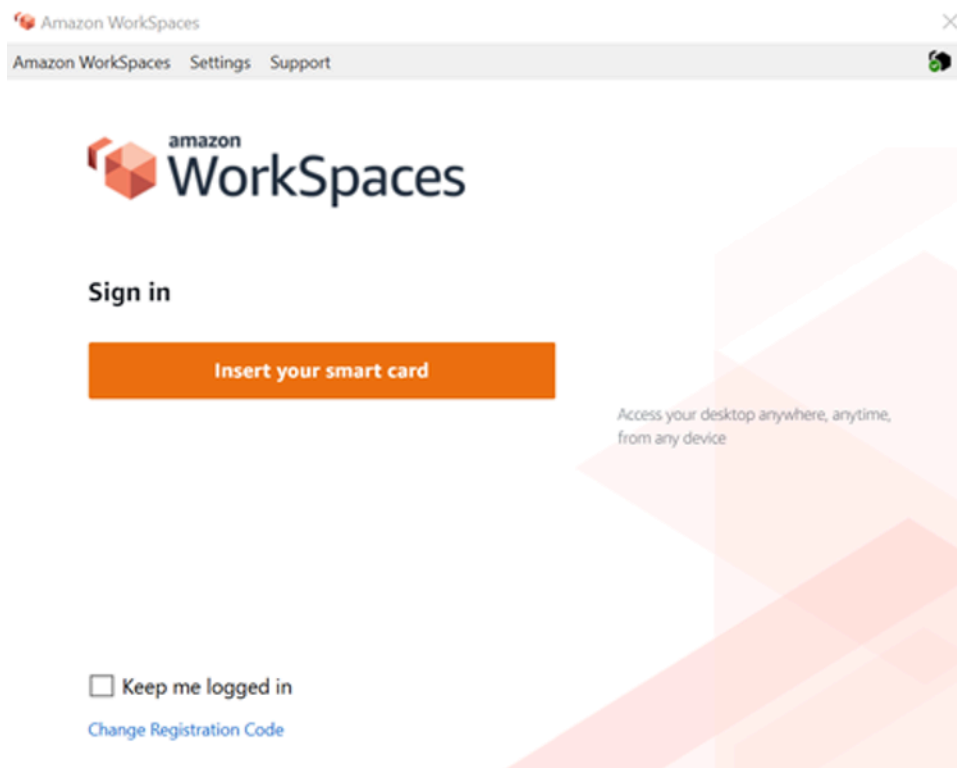 Amazon WorkSpaces
Amazon WorkSpaces Settings Support
amazon
WorkSpaces
Sign in
Insert your smart card
Access your desktop anywhere, anytime,
from any device
Keep me logged in
Change Registration Code